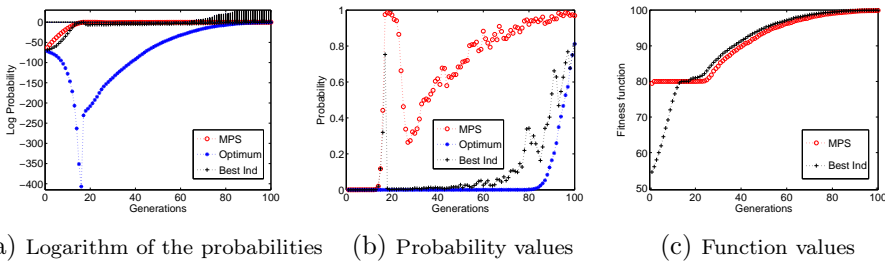 50
0
−50
−100
−150
−200
−250
−300
−350
−400
0 20 40 60 80 100
Log Probability
Generations
MPS
Optimum
Best Ind
1
0.8
0.6
0.4
0.2
0
0 20 40 60 80 100
Probability
Generations
MPS
Optimum
Best Ind
100
90
80
70
60
50
0 20 40 60 80 100
Fitness function
Generations
MPS
Best Ind
a) Logarithm of the probabilities (b) Probability values (c) Function values